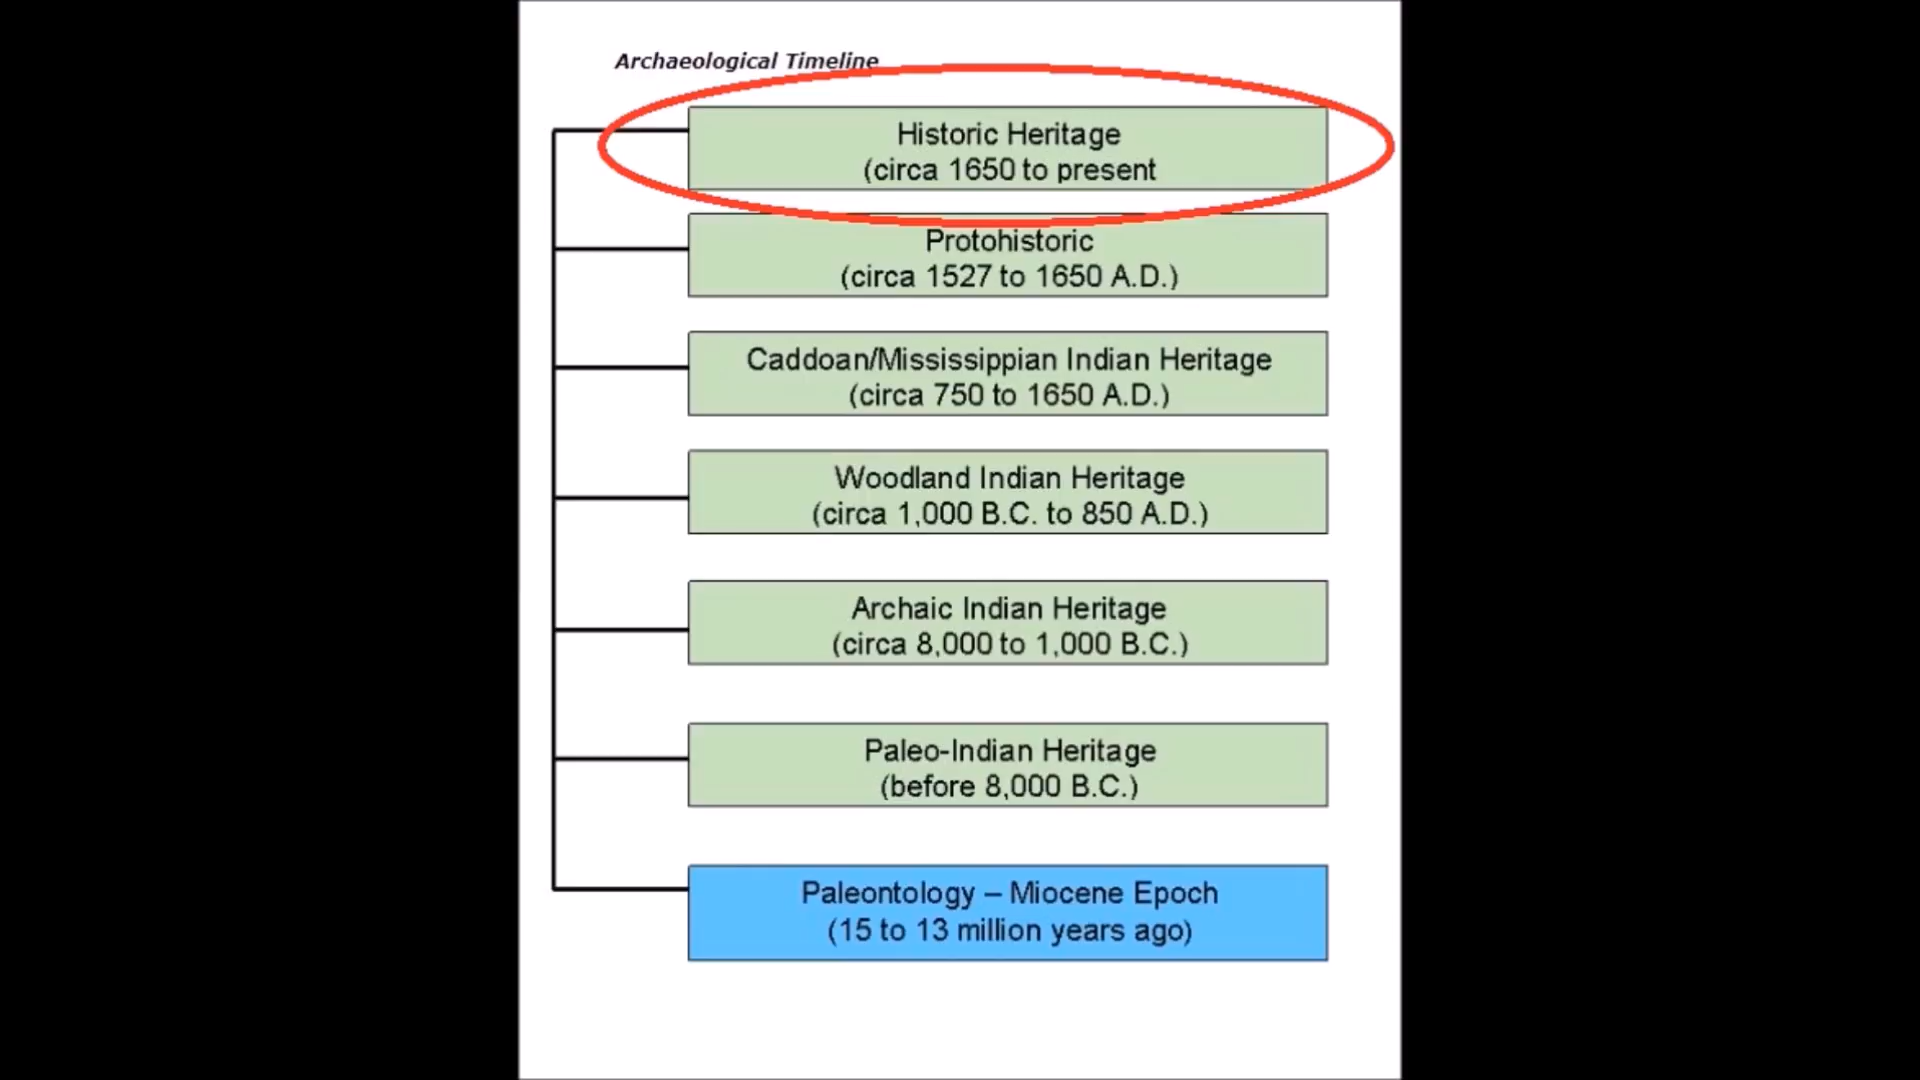 Archaeological Timeline
Historic Heritage
(circa 1650 to present
Protohistoric
(circa 1527 to 1650 A.D.)
Caddoan/Mississippian Indian Heritage
(circa 750 to 1650 A.D.)
Woodland Indian Heritage
(circa 1,000 B.C. to 850 A.D.)
Archaic Indian Heritage
(circa 8,000 to 1,000 B.C.)
Paleo-Indian Heritage
(before 8,000 B.C.)
Paleontology – Miocene Epoch
(15 to 13 million years ago)